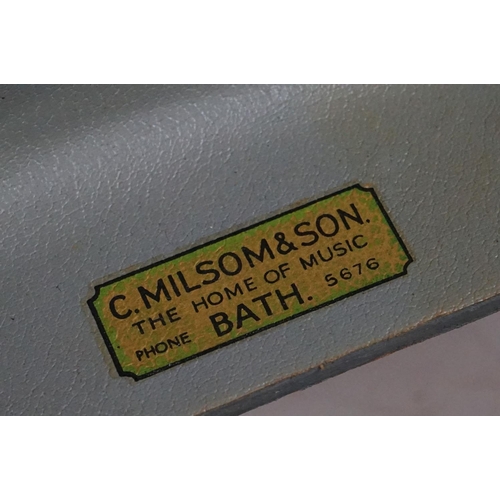 C. MILSOM & SON.
THE HOME OF MUSIC
PHONE BATH. 5676